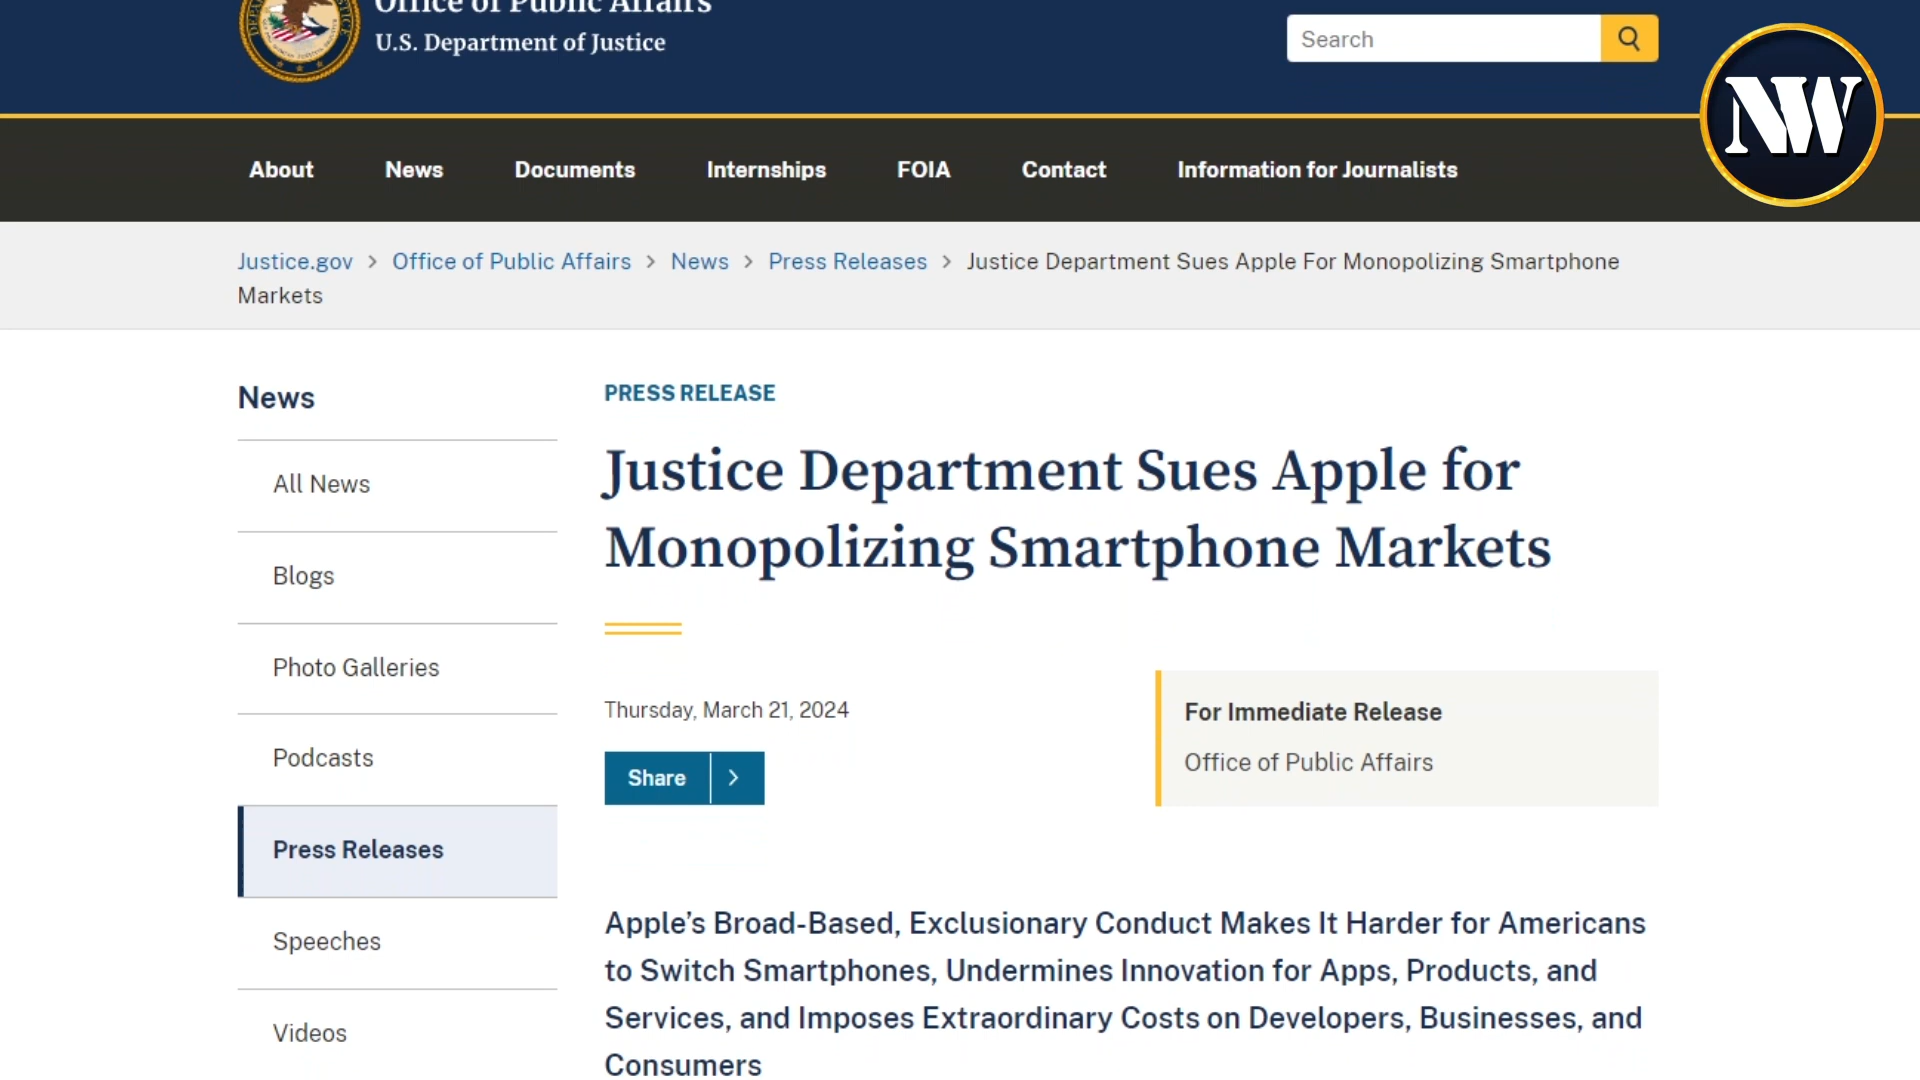 Office of Public Affairs
U.S. Department of Justice
Search
NW
About News Documents Internships FOIA Contact Information for Journalists
Justice.gov > Office of Public Affairs > News > Press Releases > Justice Department Sues Apple For Monopolizing Smartphone
Markets
News
All News
Blogs
Photo Galleries
Podcasts
Press Releases
Speeches
Videos
PRESS RELEASE
Justice Department Sues Apple for
Monopolizing Smartphone Markets
Thursday, March 21, 2024
Share >
For Immediate Release
Office of Public Affairs
Apple’s Broad-Based, Exclusionary Conduct Makes It Harder for Americans
to Switch Smartphones, Undermines Innovation for Apps, Products, and
Services, and Imposes Extraordinary Costs on Developers, Businesses, and
Consumers